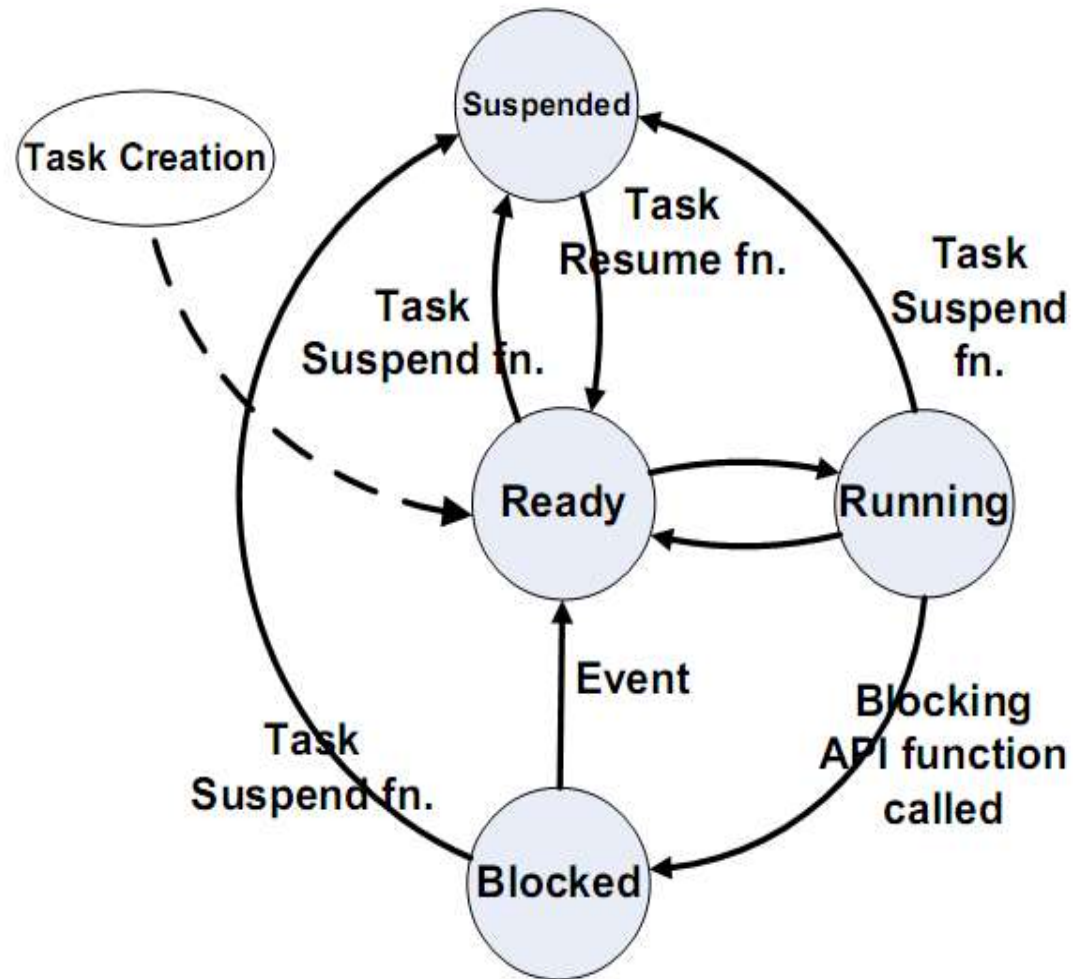 Suspended
Task Creation
Task
Resume fn.
Task
Suspend
fn.
Task
Suspend fn.
Ready
Running
Event
Blocking
API function
called
Task
Suspend fn.
Blocked